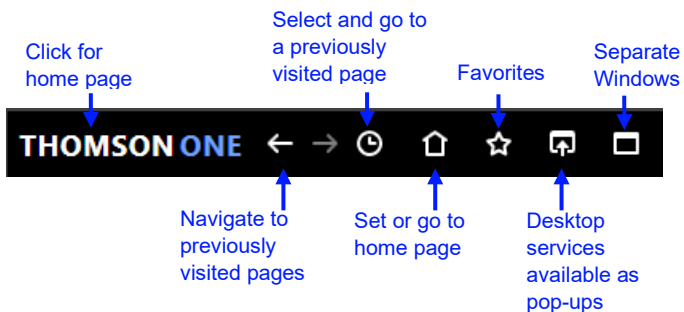 Click for
home page
Select and go to
a previously
visited page
Favorites
Separate
Windows
THOMSON ONE
Navigate to
previously
visited pages
Set or go to
home page
Desktop
services
available as
pop-ups